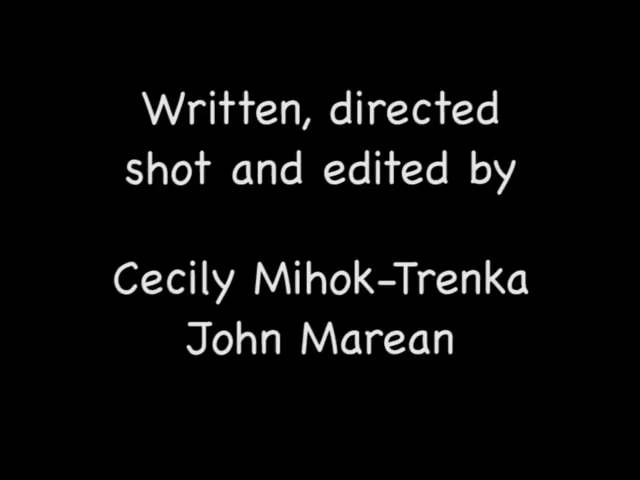 Written, directed
shot and edited by
Cecily Mihok-Trenka
John Marean